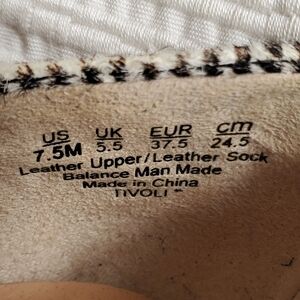 US UK EUR cm
7.5M 5.5 37.5 24.5
Leather Upper/Leather Sock
Balance Man Made
Made in China
TIVOLI